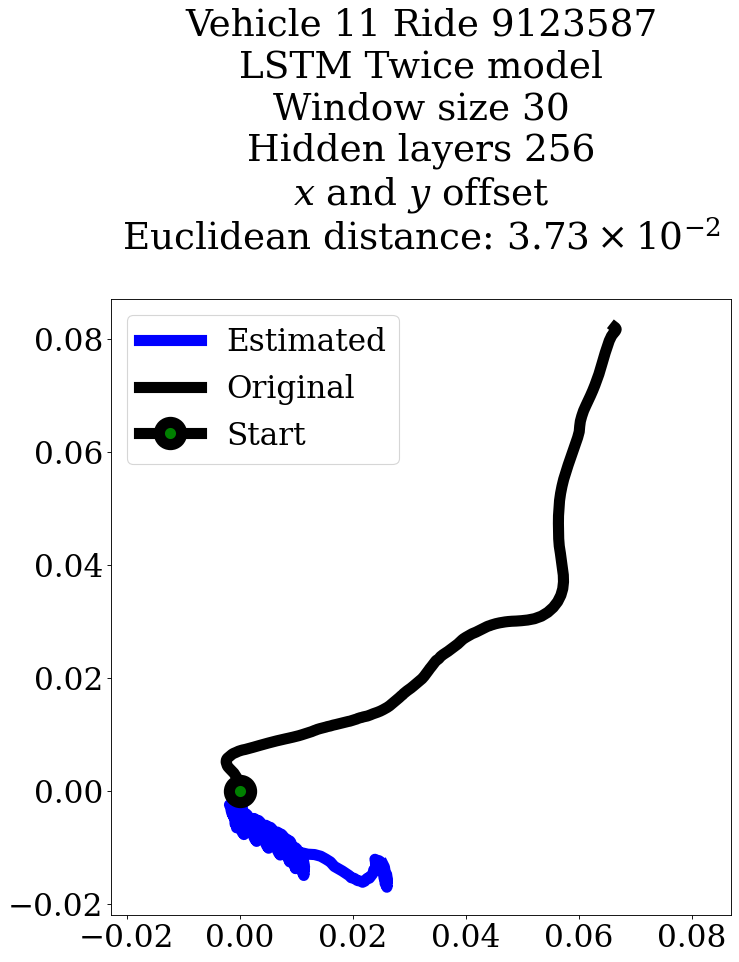 Vehicle 11 Ride 9123587
LSTM Twice model
Window size 30
Hidden layers 256
x and y offset
Euclidean distance: 3.73 × 10⁻²
Estimated
Original
Start
0.08
0.06
0.04
0.02
0.00
−0.02
−0.02 0.00 0.02 0.04 0.06 0.08